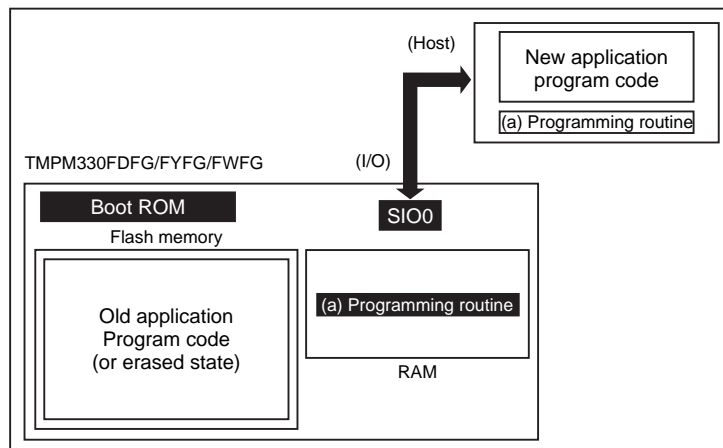 (Host)
New application
program code
(a) Programming routine
TMPM330FDFG/FYFG/FWFG
(I/O)
Boot ROM
SIO0
Flash memory
Old application
Program code
(or erased state)
(a) Programming routine
RAM